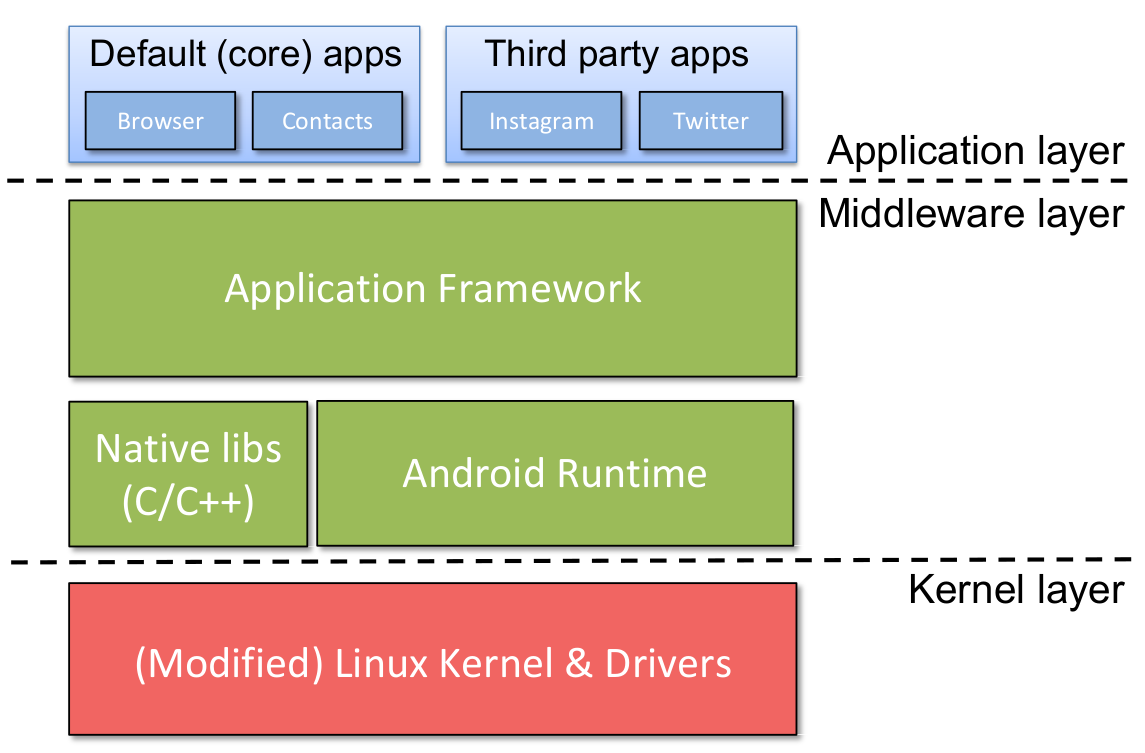 Default (core) apps
Browser
Contacts
Third party apps
Instagram
Twitter
Application layer
Middleware layer
Application Framework
Native libs
(C/C++)
Android Runtime
Kernel layer
(Modified) Linux Kernel & Drivers